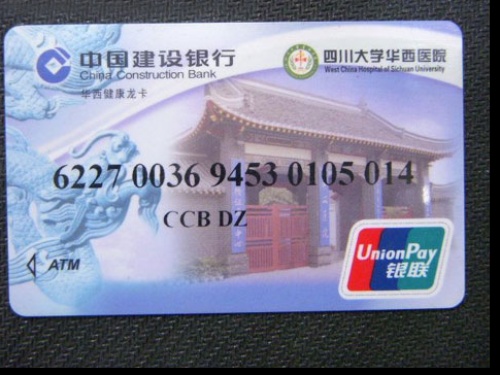 中国建设银行
China Construction Bank
华西健康龙卡
四川大学华西医院
West China Hospital of Sichuan University
6227 0036 9453 0105 014
CCB DZ
ATM
UnionPay
银联